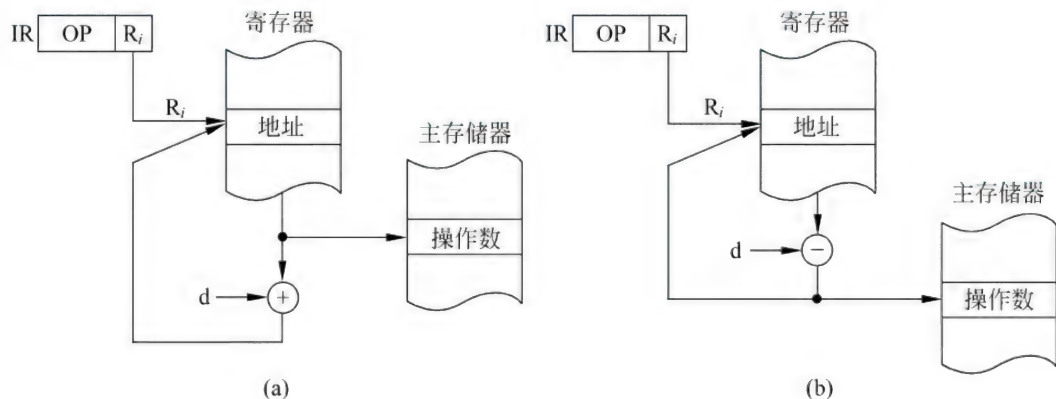 IR OP Rᵢ
寄存器
Rᵢ
地址
主存储器
操作数
d +
(a)
IR OP Rᵢ
寄存器
Rᵢ
地址
主存储器
d −
操作数
(b)